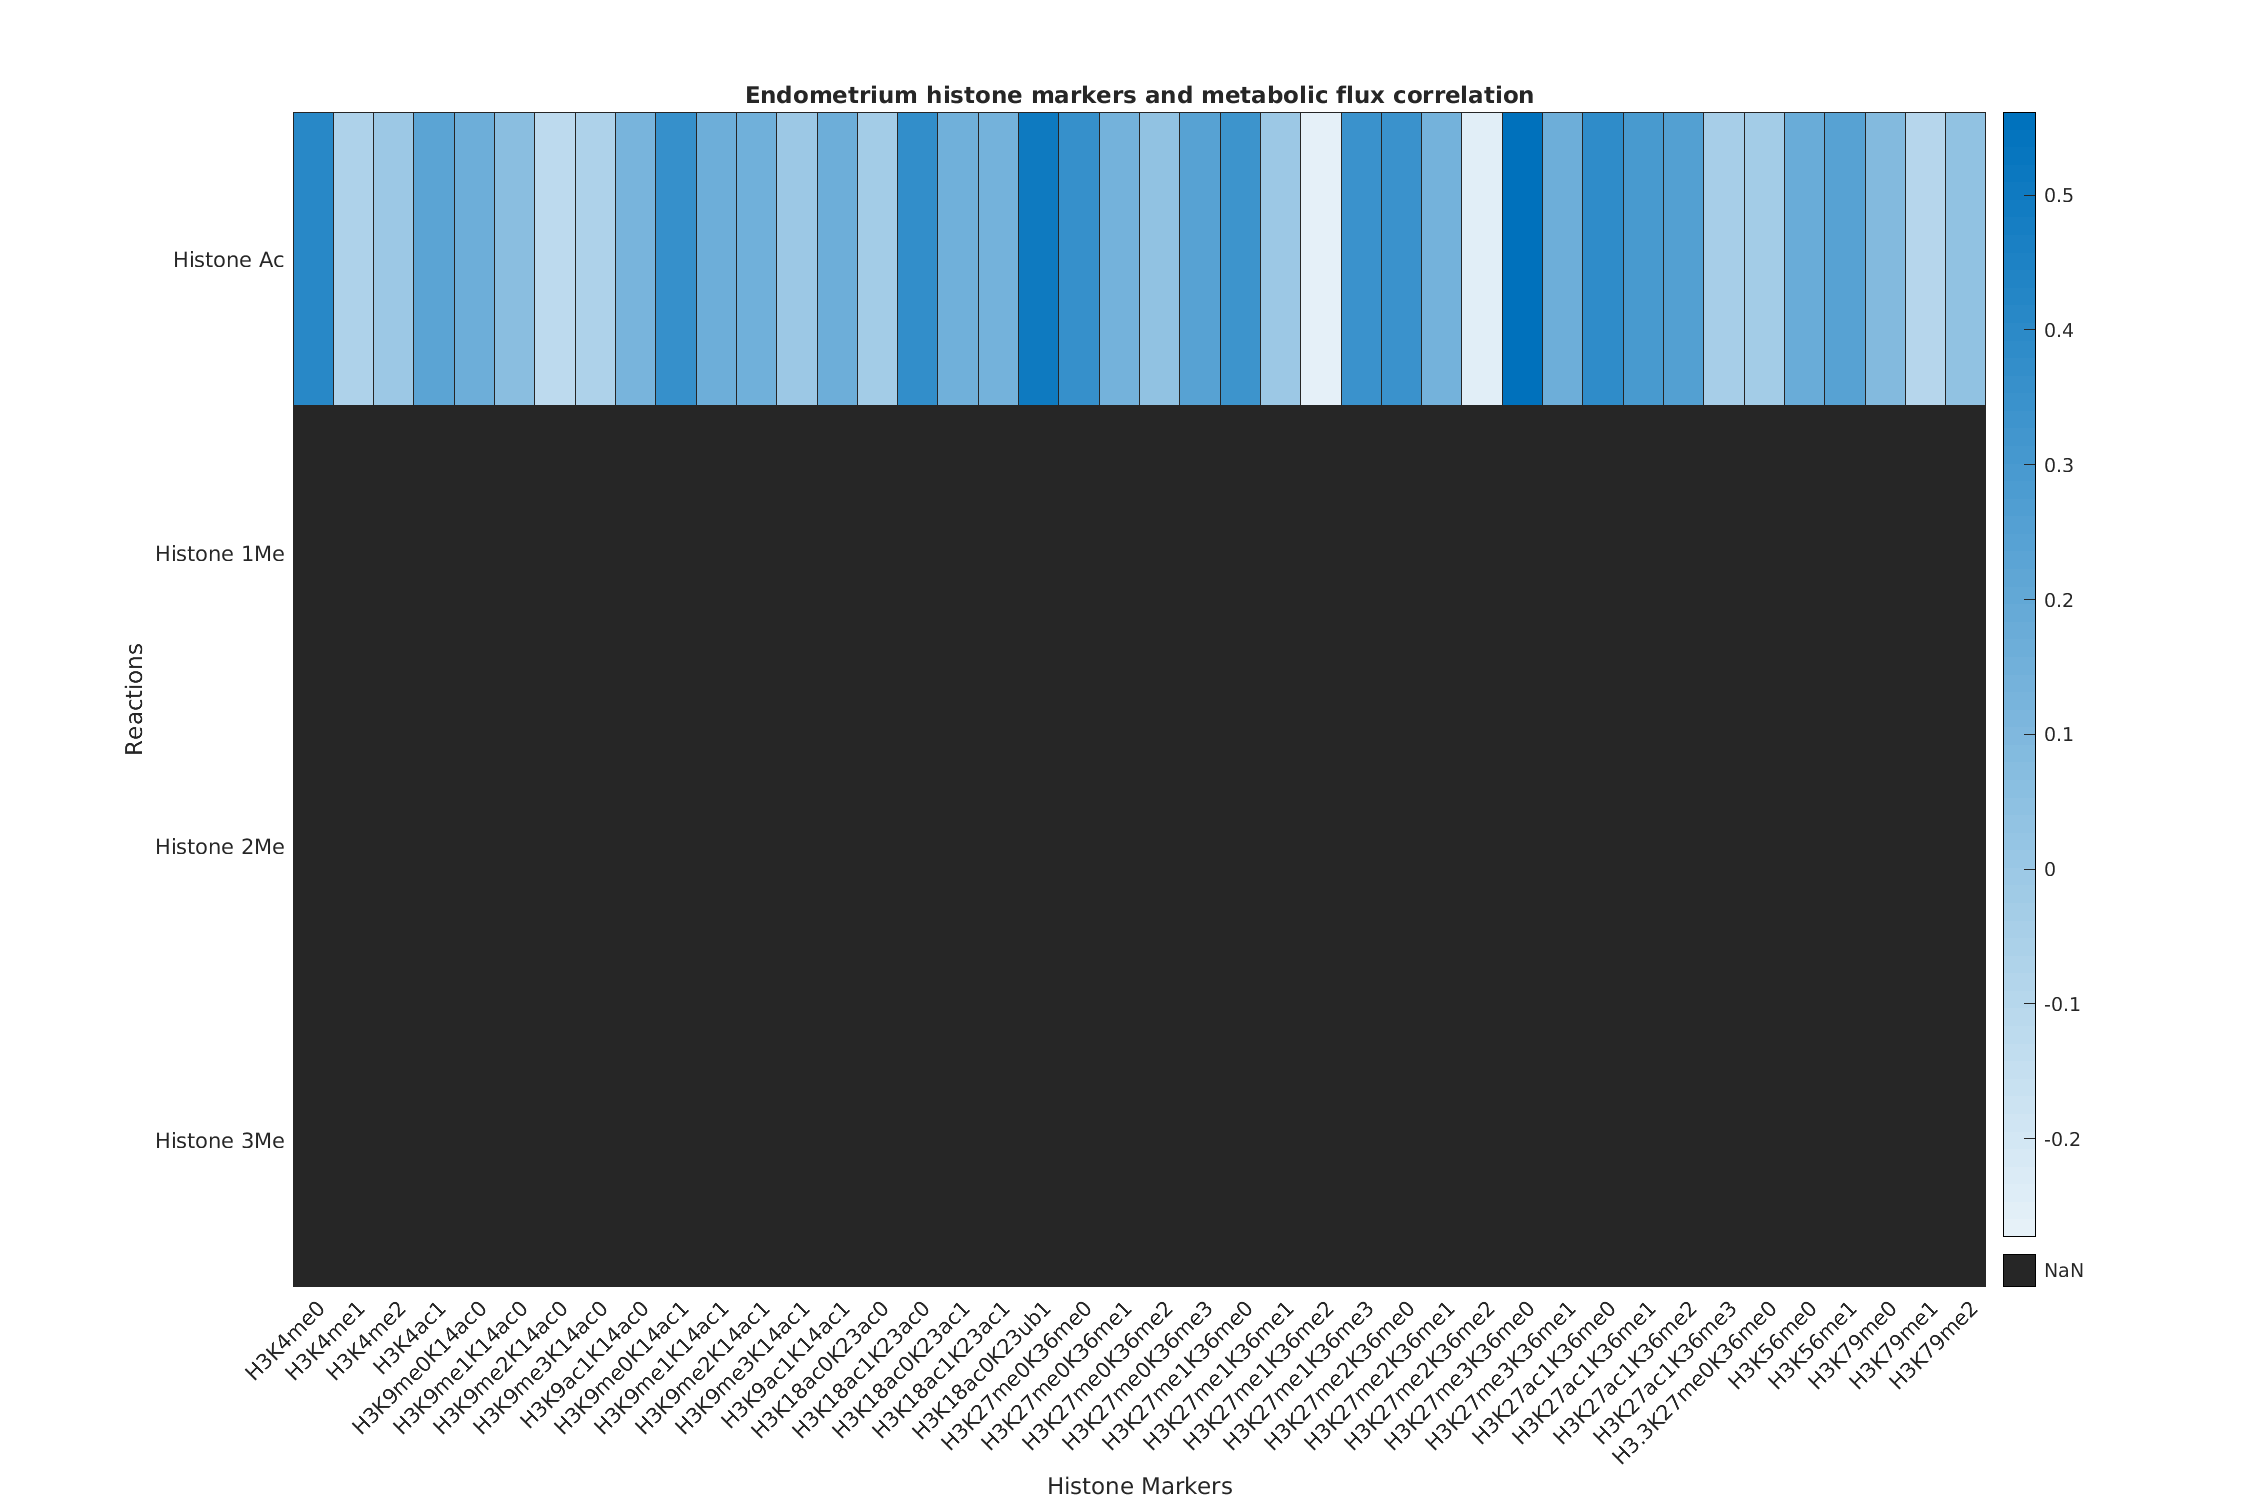 Endometrium histone markers and metabolic flux correlation
Reactions
Histone Ac
Histone 1Me
Histone 2Me
Histone 3Me
0.5
0.4
0.3
0.2
0.1
0
-0.1
-0.2
NaN
H3K4me0
H3K4me1
H3K4me2
H3K4ac1
H3K9me0K14ac0
H3K9me1K14ac0
H3K9me2K14ac0
H3K9me3K14ac0
H3K9ac1K14ac0
H3K9me0K14ac1
H3K9me1K14ac1
H3K9me2K14ac1
H3K9me3K14ac1
H3K9ac1K14ac1
H3K18ac0K23ac0
H3K18ac1K23ac0
H3K18ac0K23ac1
H3K18ac1K23ac1
H3K18ac0K23ub1
H3K27me0K36me0
H3K27me0K36me1
H3K27me0K36me2
H3K27me0K36me3
H3K27me1K36me0
H3K27me1K36me1
H3K27me1K36me2
H3K27me1K36me3
H3K27me2K36me0
H3K27me2K36me1
H3K27me2K36me2
H3K27me3K36me0
H3K27me3K36me1
H3K27ac1K36me0
H3K27ac1K36me1
H3K27ac1K36me2
H3K27ac1K36me3
H3.3K27me0K36me0
H3K56me0
H3K56me1
H3K79me0
H3K79me1
H3K79me2
Histone Markers